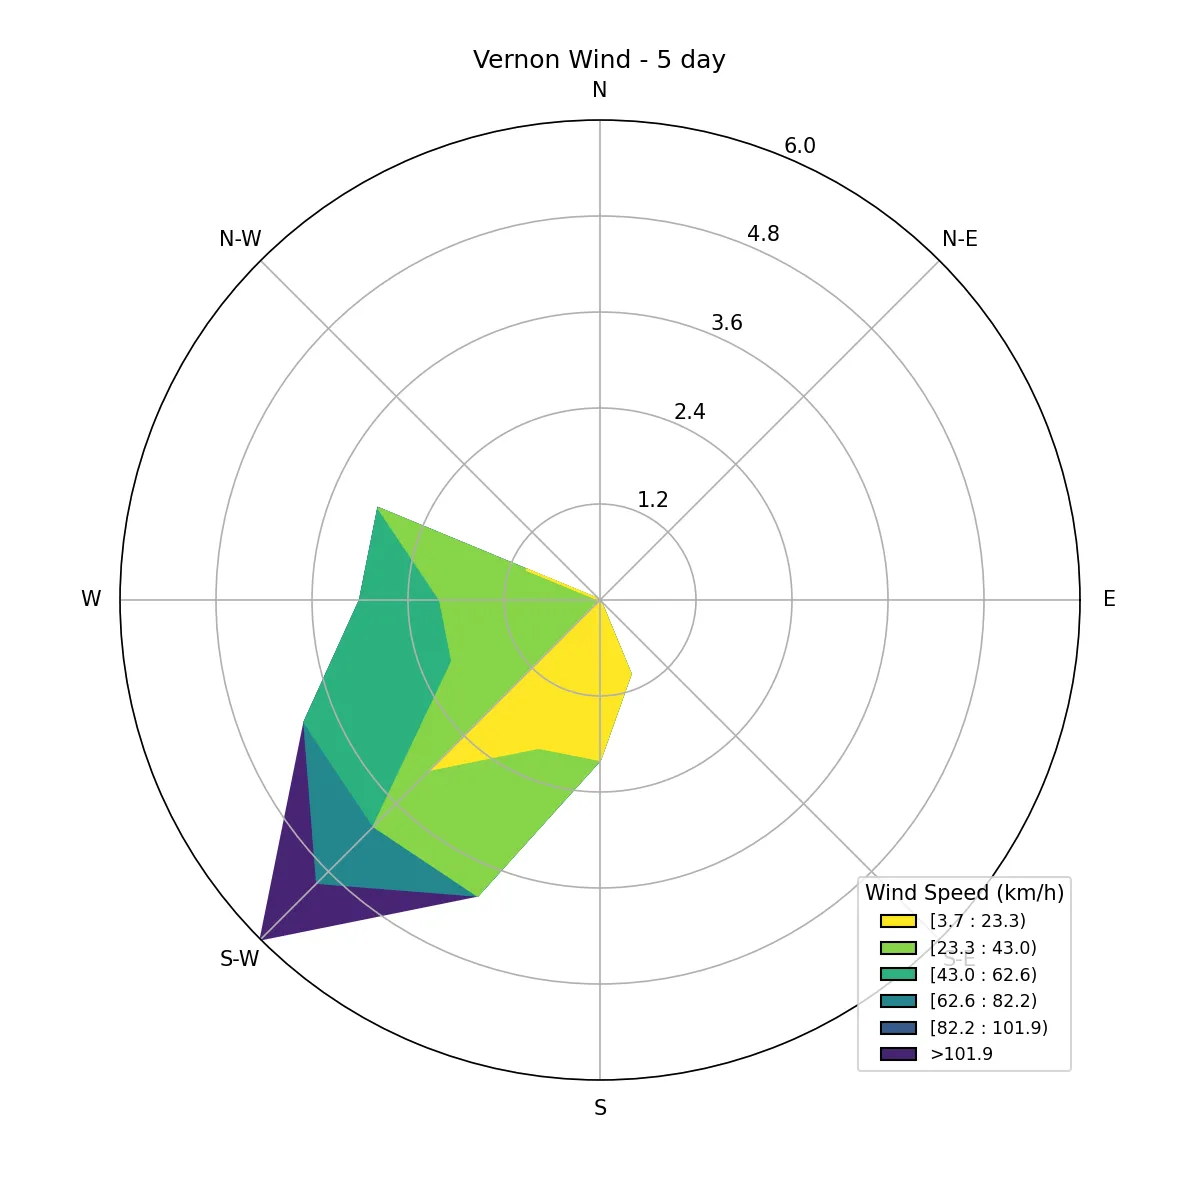 Vernon Wind - 5 day
N
6.0
N-W
4.8
N-E
3.6
2.4
1.2
W
E
S-W
S-E
Wind Speed (km/h)
[3.7 : 23.3)
[23.3 : 43.0)
[43.0 : 62.6)
[62.6 : 82.2)
[82.2 : 101.9)
>101.9
S